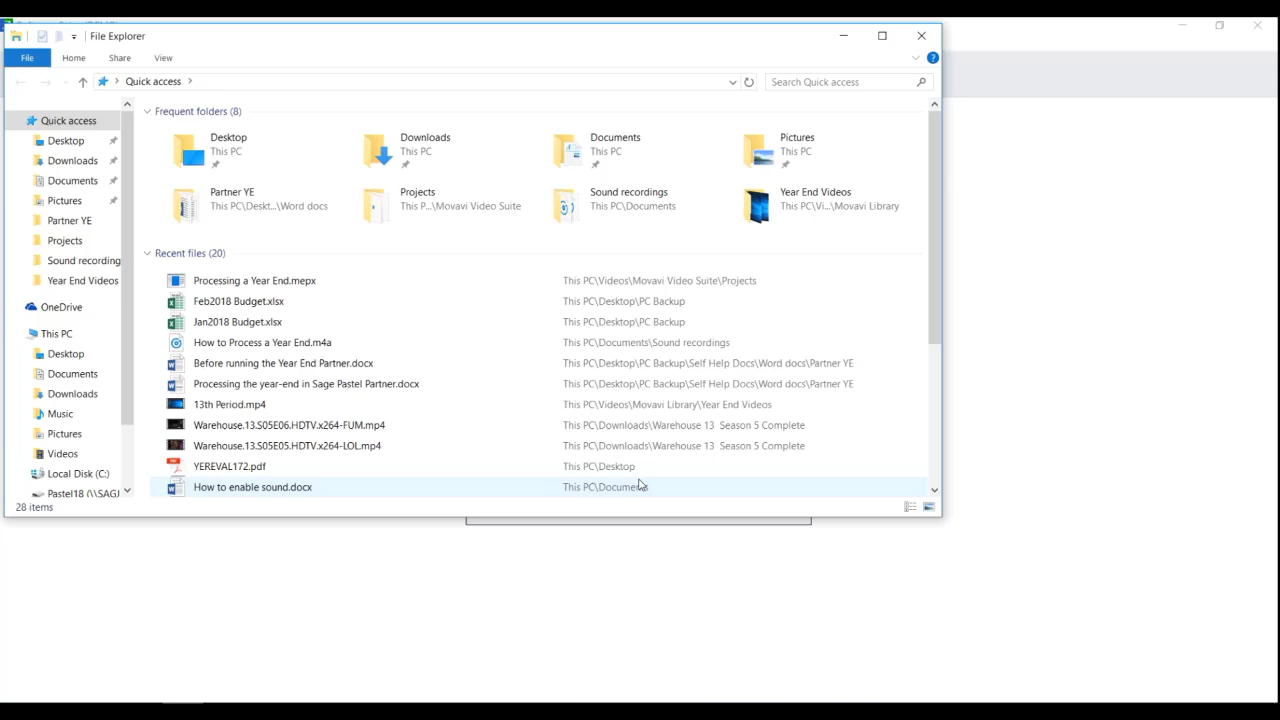 File Explorer
File Home Share View
Quick access Search Quick access
Quick access
Desktop
Downloads
Documents
Pictures
Partner YE
Projects
Sound recording
Year End Videos
OneDrive
This PC
Desktop
Documents
Downloads
Music
Pictures
Videos
Local Disk (C:)
Pastel18 (\\SAGJ
Frequent folders (8)
Desktop
This PC
Downloads
This PC
Documents
This PC
Pictures
This PC
Partner YE
This PC\Deskt...\Word docs
Projects
This P...\Movavi Video Suite
Sound recordings
This PC\Documents
Year End Videos
This PC\Vi...\Movavi Library
Recent files (20)
Processing a Year End.mepx This PC\Videos\Movavi Video Suite\Projects
Feb2018 Budget.xlsx This PC\Desktop\PC Backup
Jan2018 Budget.xlsx This PC\Desktop\PC Backup
How to Process a Year End.m4a This PC\Documents\Sound recordings
Before running the Year End Partner.docx This PC\Desktop\PC Backup\Self Help Docs\Word docs\Partner YE
Processing the year-end in Sage Pastel Partner.docx This PC\Desktop\PC Backup\Self Help Docs\Word docs\Partner YE
13th Period.mp4 This PC\Videos\Movavi Library\Year End Videos
Warehouse.13.S05E06.HDTV.x264-FUM.mp4 This PC\Downloads\Warehouse 13 Season 5 Complete
Warehouse.13.S05E05.HDTV.x264-LOL.mp4 This PC\Downloads\Warehouse 13 Season 5 Complete
YEREVAL172.pdf This PC\Desktop
How to enable sound.docx This PC\Documents
28 items